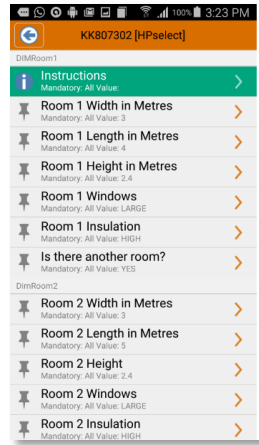 100% 3:23 PM
KK807302 [HPselect]
DIMRoom1
Instructions
Mandatory: All Value:
Room 1 Width in Metres
Mandatory: All Value: 3
Room 1 Length in Metres
Mandatory: All Value: 4
Room 1 Height in Metres
Mandatory: All Value: 2.4
Room 1 Windows
Mandatory: All Value: LARGE
Room 1 Insulation
Mandatory: All Value: HIGH
Is there another room?
Mandatory: All Value: YES
DimRoom2
Room 2 Width in Metres
Mandatory: All Value: 3
Room 2 Length in Metres
Mandatory: All Value: 5
Room 2 Height
Mandatory: All Value: 2.4
Room 2 Windows
Mandatory: All Value: LARGE
Room 2 Insulation
Mandatory: All Value: HIGH